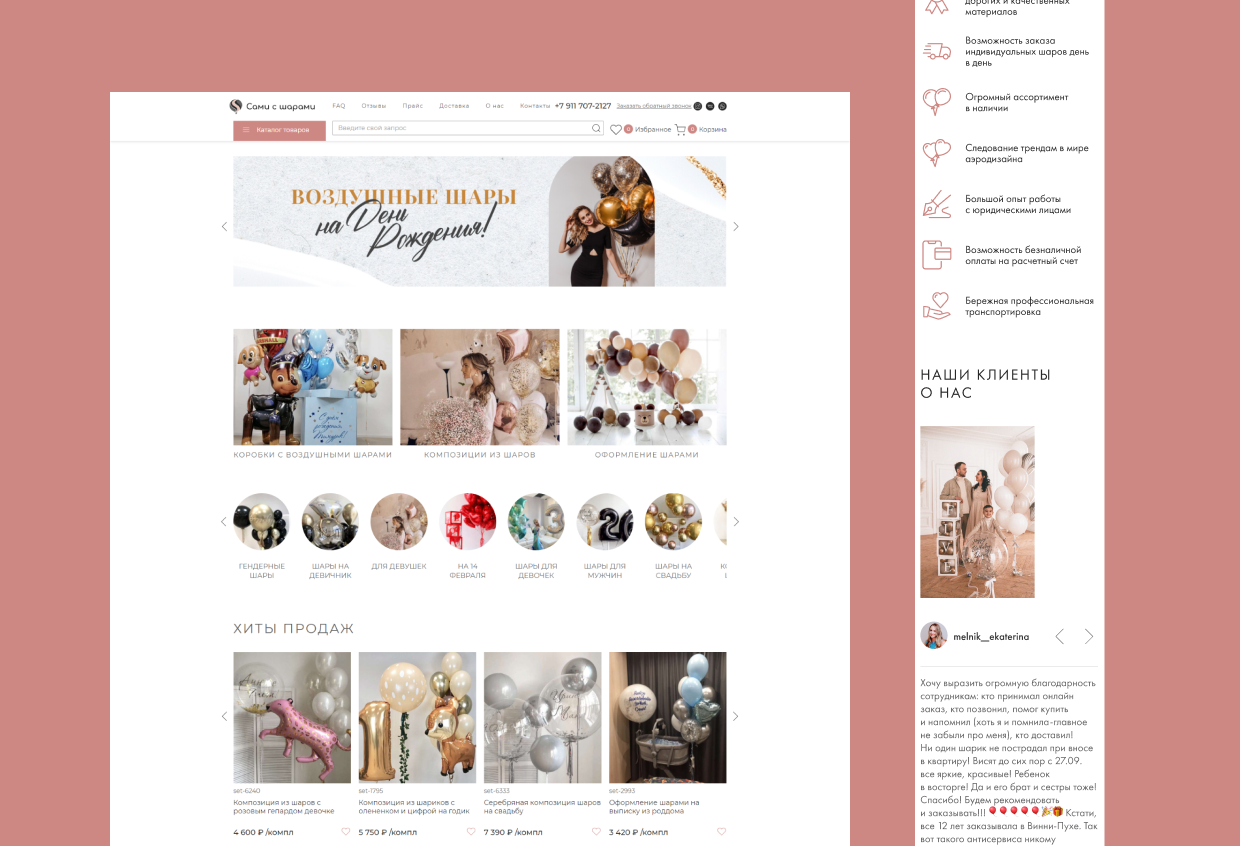 Сами с шарами
FAQ
Отзывы
Прайс
Доставка
О нас
Контакты
+7 911 707-2127
Заказать обратный звонок
Каталог товаров
Введите свой запрос
0
Избранное
0
Корзина
ВОЗДУШНЫЕ ШАРЫ
на День
Рождения!
КОРОБКИ С ВОЗДУШНЫМИ ШАРАМИ
КОМПОЗИЦИИ ИЗ ШАРОВ
ОФОРМЛЕНИЕ ШАРАМИ
ГЕНДЕРНЫЕ
ШАРЫ
ШАРЫ НА
ДЕВИЧНИК
ДЛЯ ДЕВУШЕК
НА 14
ФЕВРАЛЯ
ШАРЫ ДЛЯ
ДЕВОЧЕК
ШАРЫ ДЛЯ
МУЖЧИН
ШАРЫ НА
СВАДЬБУ
ХИТЫ ПРОДАЖ
set-6240
Композиция из шаров с
розовым гепардом девочке
4 600 ₽ /компл
set-1795
Композиция из шариков с
олененком и цифрой на годик
5 750 ₽ /компл
set-6333
Серебряная композиция шаров
на свадьбу
7 390 ₽ /компл
set-2993
Оформление шарами на
выписку из роддома
3 420 ₽ /компл
дорогих и качественных
материалов
Возможность заказа
индивидуальных шаров день
в день
Огромный ассортимент
в наличии
Следование трендам в мире
аэродизайна
Большой опыт работы
с юридическими лицами
Возможность безналичной
оплаты на расчетный счет
Бережная профессиональная
транспортировка
НАШИ КЛИЕНТЫ
О НАС
melnik__ekaterina
Хочу выразить огромную благодарность
сотрудникам: кто принимал онлайн
заказ, кто позвонил, помог купить
и напомнил (хоть я и помнила-главное
не забыли про меня), кто доставил!
Ни один шарик не пострадал при вносе
в квартиру! Висят до сих пор с 27.09.
все яркие, красивые! Ребенок
в восторге! Да и его брат и сестры тоже!
Спасибо! Будем рекомендовать
и заказывать!!! 🎈🎈🎈🎈🎈🎉🎁 Кстати,
все 12 лет заказывала в Винни-Пухе. Так
вот такого антисервиса никому